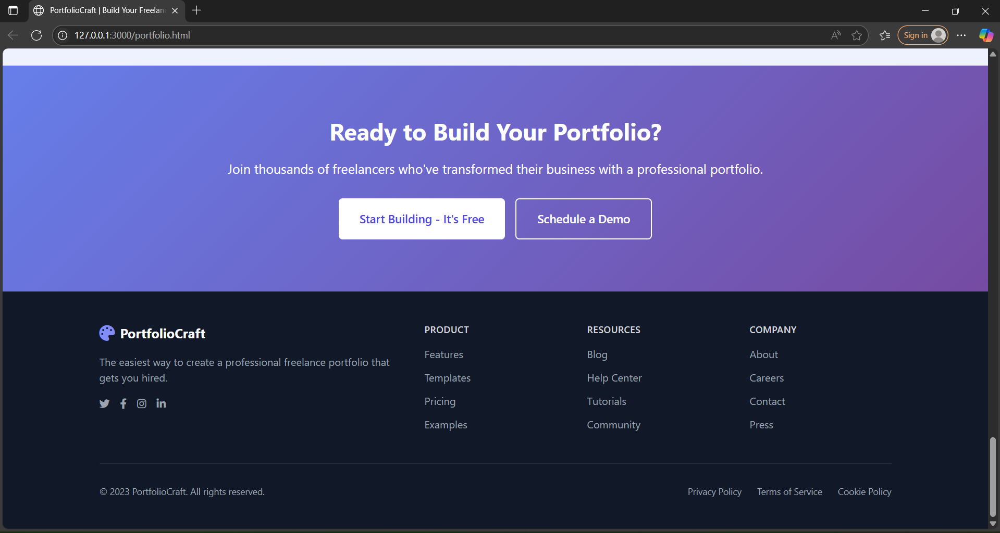 PortfolioCraft | Build Your Freelan
127.0.0.1:3000/portfolio.html
Sign in
Ready to Build Your Portfolio?
Join thousands of freelancers who've transformed their business with a professional portfolio.
Start Building - It's Free
Schedule a Demo
PortfolioCraft
The easiest way to create a professional freelance portfolio that
gets you hired.
PRODUCT
Features
Templates
Pricing
Examples
RESOURCES
Blog
Help Center
Tutorials
Community
COMPANY
About
Careers
Contact
Press
© 2023 PortfolioCraft. All rights reserved.
Privacy Policy
Terms of Service
Cookie Policy